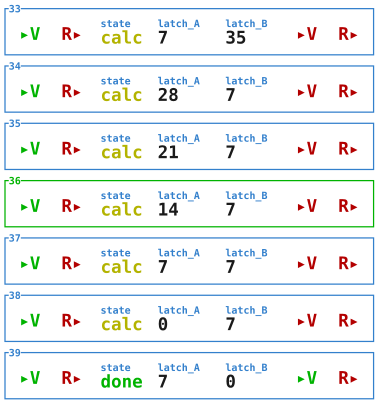 33
state latch_A latch_B
▸V R▸ calc 7 35 ▸V R▸
34
state latch_A latch_B
▸V R▸ calc 28 7 ▸V R▸
35
state latch_A latch_B
▸V R▸ calc 21 7 ▸V R▸
36
state latch_A latch_B
▸V R▸ calc 14 7 ▸V R▸
37
state latch_A latch_B
▸V R▸ calc 7 7 ▸V R▸
38
state latch_A latch_B
▸V R▸ calc 0 7 ▸V R▸
39
state latch_A latch_B
▸V R▸ done 7 0 ▸V R▸